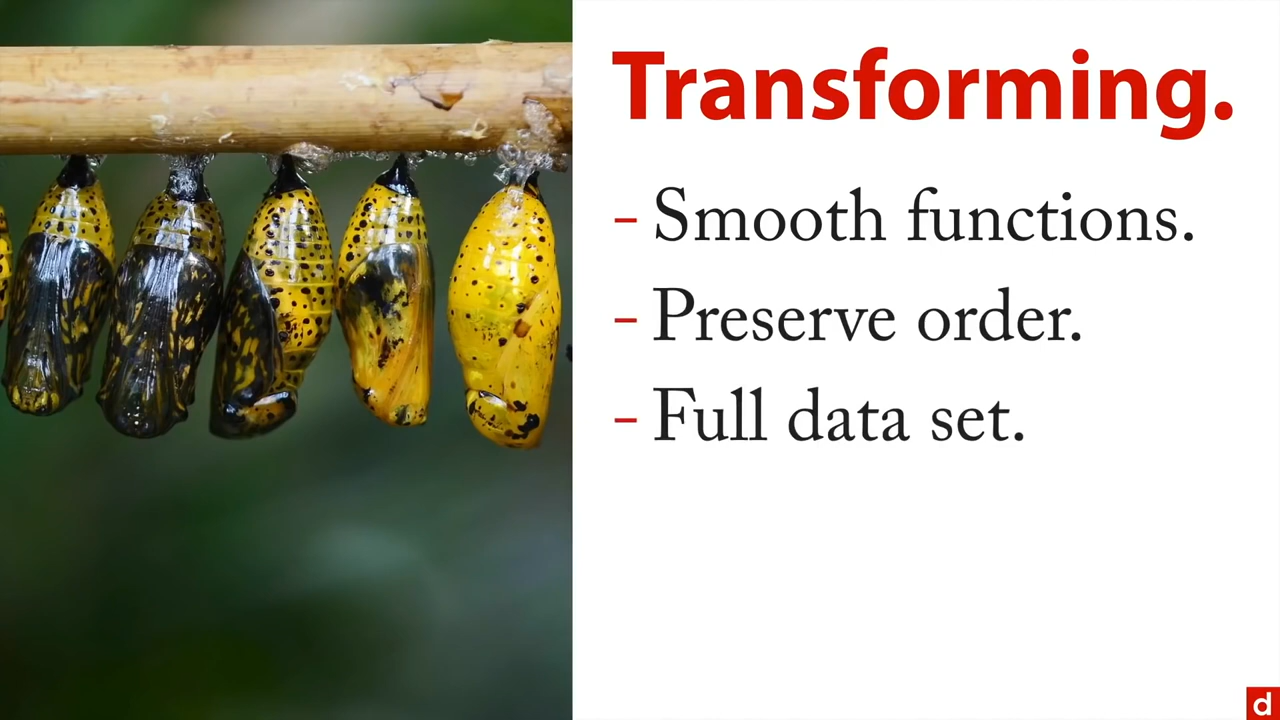 Transforming.
- Smooth functions.
- Preserve order.
- Full data set.
d